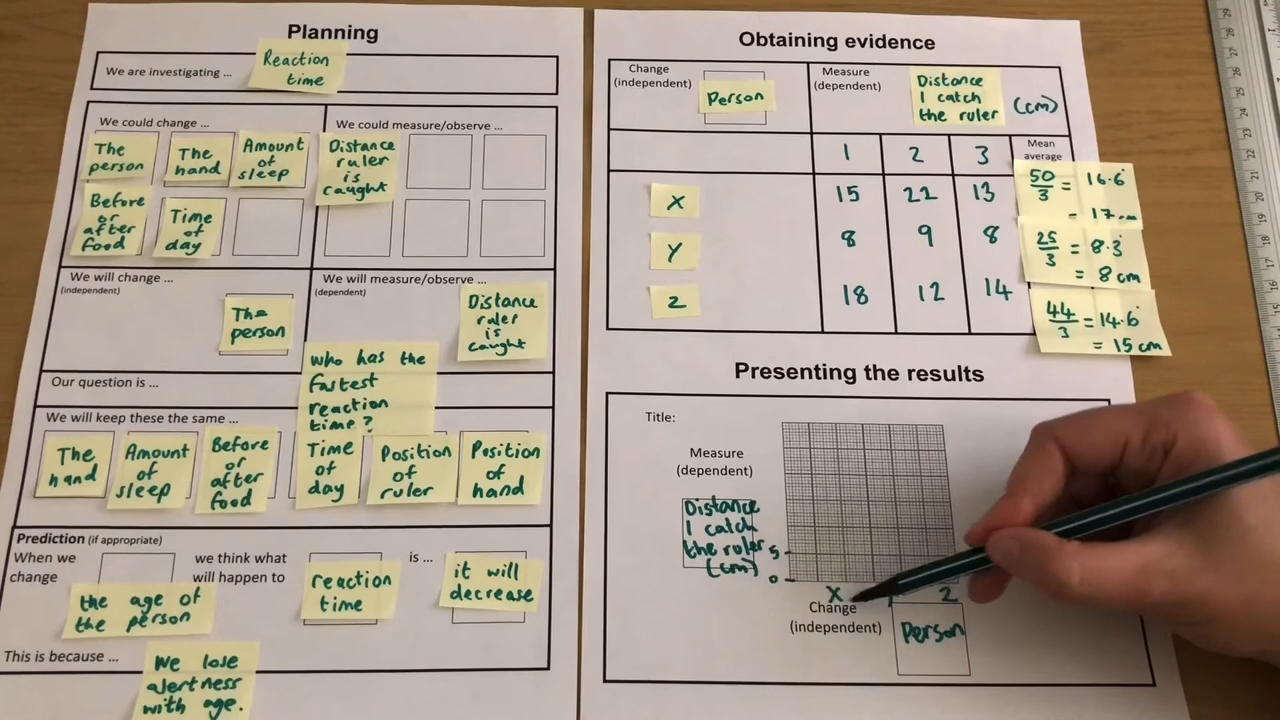 Planning
We are investigating ...
Reaction
time
We could change ...
The
person
The
hand
Amount
of
sleep
Before
or
after
food
Time
of
day
We could measure/observe ...
Distance
ruler
is
caught
We will change ...
(independent)
The
person
We will measure/observe ...
(dependent)
Distance
ruler
is
caught
Our question is ...
Who has the
fastest
reaction
time?
We will keep these the same ...
The
hand
Amount
of
sleep
Before
or
after
food
Time
of
day
Position
of
ruler
Position
of
hand
Prediction (if appropriate)
When we
change
the age of
the person
we think what
will happen to
reaction
time
is ...
it will
decrease
This is because ...
We lose
alertness
with age.
Obtaining evidence
Change
(independent)
Person
Measure
(dependent)
Distance
I catch
the ruler
(cm)
1 2 3
Mean
average
X 15 22 13
50/3 = 16.6
= 17cm
Y 8 9 8
25/3 = 8.3
= 8cm
Z 18 12 14
44/3 = 14.6
= 15cm
Presenting the results
Title:
Measure
(dependent)
Distance
I catch
the ruler
(cm)
5
0
X Z
Change
(independent)
Person